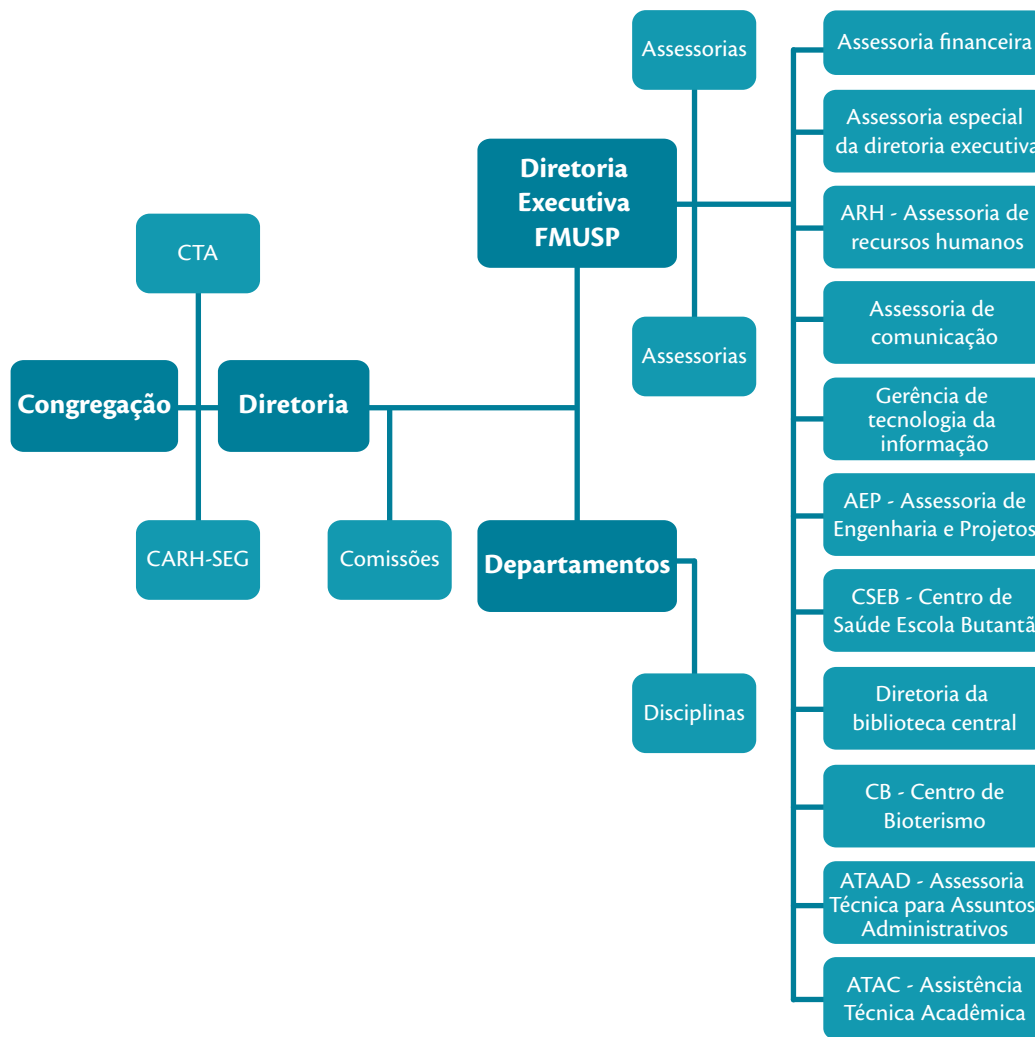 Assessorias
Assessoria financeira
Assessoria especial
da diretoria executiva
Diretoria
Executiva
FMUSP
ARH - Assessoria de
recursos humanos
CTA
Assessoria de
comunicação
Assessorias
Congregação
Diretoria
Gerência de
tecnologia da
informação
AEP - Assessoria de
Engenharia e Projetos
CARH-SEG
Comissões
Departamentos
CSEB - Centro de
Saúde Escola Butantã
Disciplinas
Diretoria da
biblioteca central
CB - Centro de
Bioterismo
ATAAD - Assessoria
Técnica para Assuntos
Administrativos
ATAC - Assistência
Técnica Acadêmica